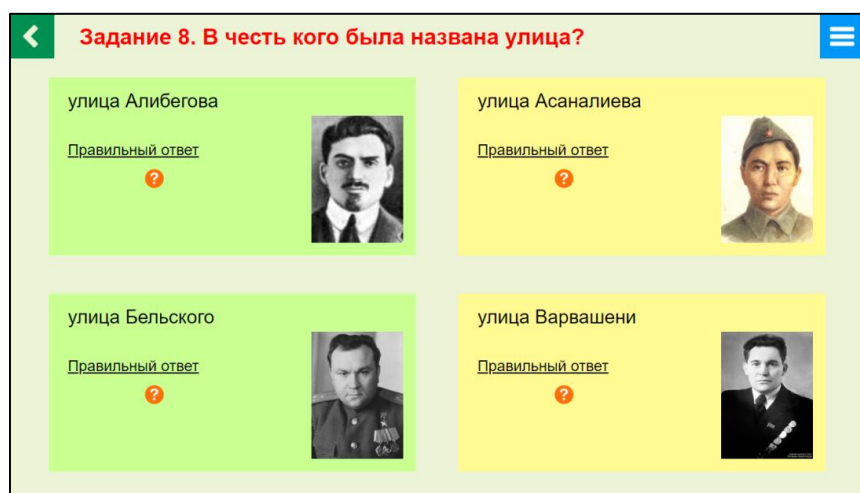 Задание 8. В честь кого была названа улица?
улица Алибегова
Правильный ответ
?
улица Асаналиева
Правильный ответ
?
улица Бельского
Правильный ответ
?
улица Варвашени
Правильный ответ
?